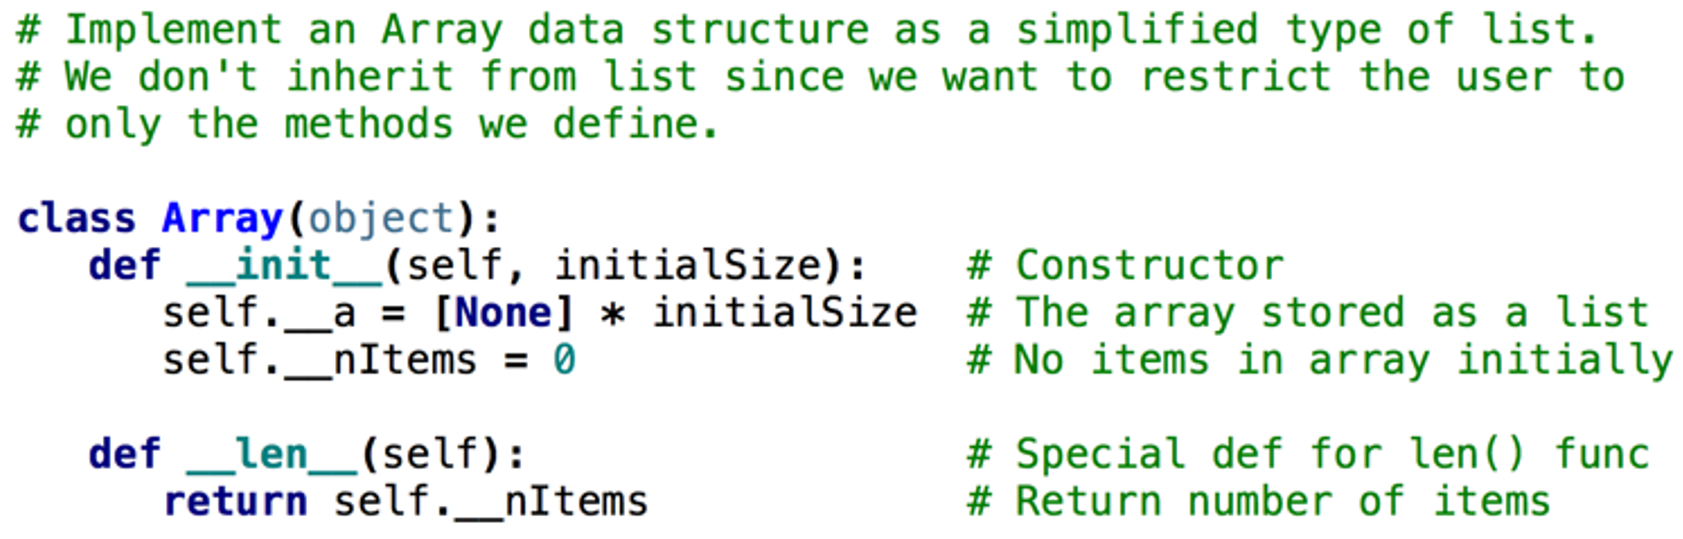 # Implement an Array data structure as a simplified type of list.
# We don't inherit from list since we want to restrict the user to
# only the methods we define.

class Array(object):
   def __init__(self, initialSize):    # Constructor
      self.__a = [None] * initialSize  # The array stored as a list
      self.__nItems = 0                # No items in array initially

   def __len__(self):                  # Special def for len() func
      return self.__nItems             # Return number of items